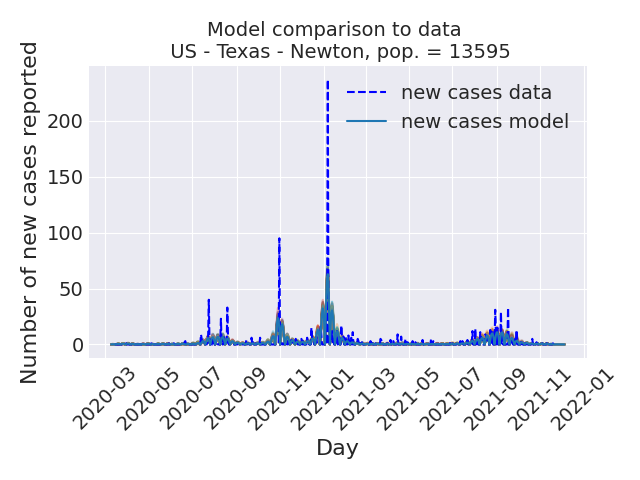 Model comparison to data
US - Texas - Newton, pop. = 13595
Number of new cases reported
200
150
100
50
0
new cases data
new cases model
2020-03
2020-05
2020-07
2020-09
2020-11
2021-01
2021-03
2021-05
2021-07
2021-09
2021-11
2022-01
Day